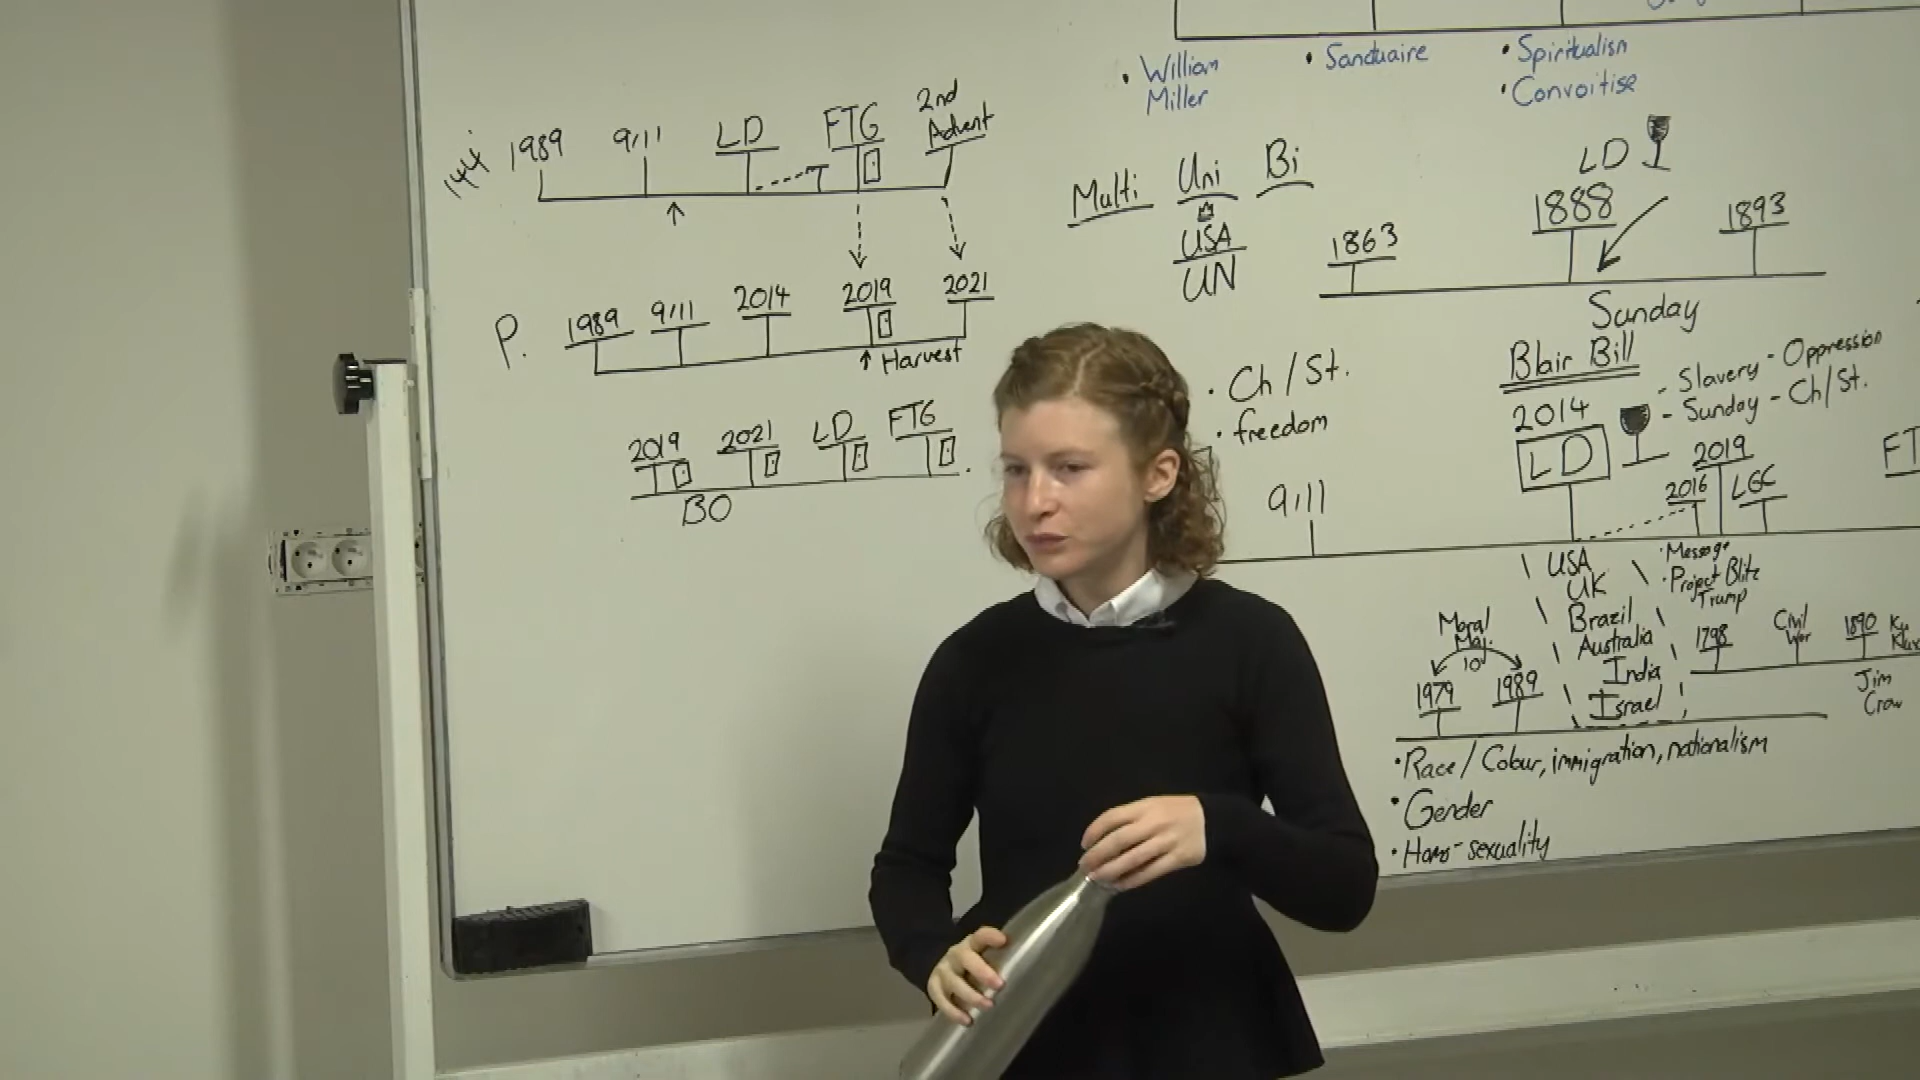 144
1989 9/11 LD FTG 2nd Advent
P. 1989 9/11 2014 2019 2021
Harvest
2019 2021 LD FTG
BO
• William
Miller
• Sanctuaire
• Spiritualism
• Convoitise
Multi Uni Bi
USA
UN
LD
1863 1888 1893
Sunday
Blair Bill
- Slavery - Oppression
- Sunday - Ch/St.
• Ch/St.
• freedom
2014
LD
2019
2016 LGC
9/11
USA
UK
Brazil
Australia
India
Israel
• Message
• Project Blitz
Trump
Moral
Maj.
10
1979 1989
1798 Civil War 1890
Jim
Crow
• Race/Colour, immigration, nationalism
• Gender
• Homo-sexuality